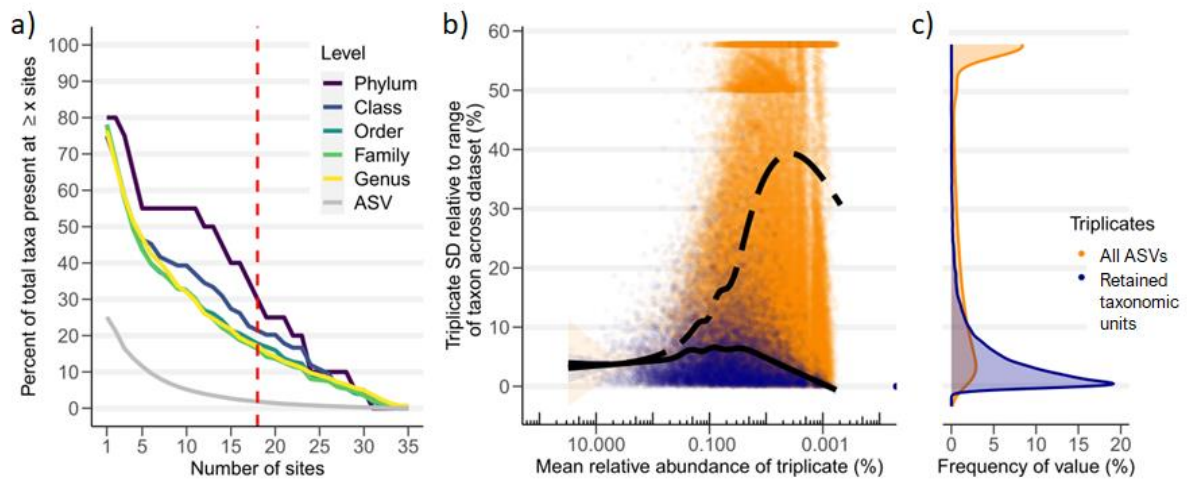 a)
Percent of total taxa present at ≥ x sites
100
90
80
70
60
50
40
30
20
10
0
1
5
10
15
20
25
30
35
Number of sites
Level
Phylum
Class
Order
Family
Genus
ASV
b)
Triplicate SD relative to range
of taxon across dataset (%)
60
50
40
30
20
10
0
10.000
0.100
0.001
Mean relative abundance of triplicate (%)
c)
Triplicates
All ASVs
Retained
taxonomic
units
0
5
10
15
20
Frequency of value (%)